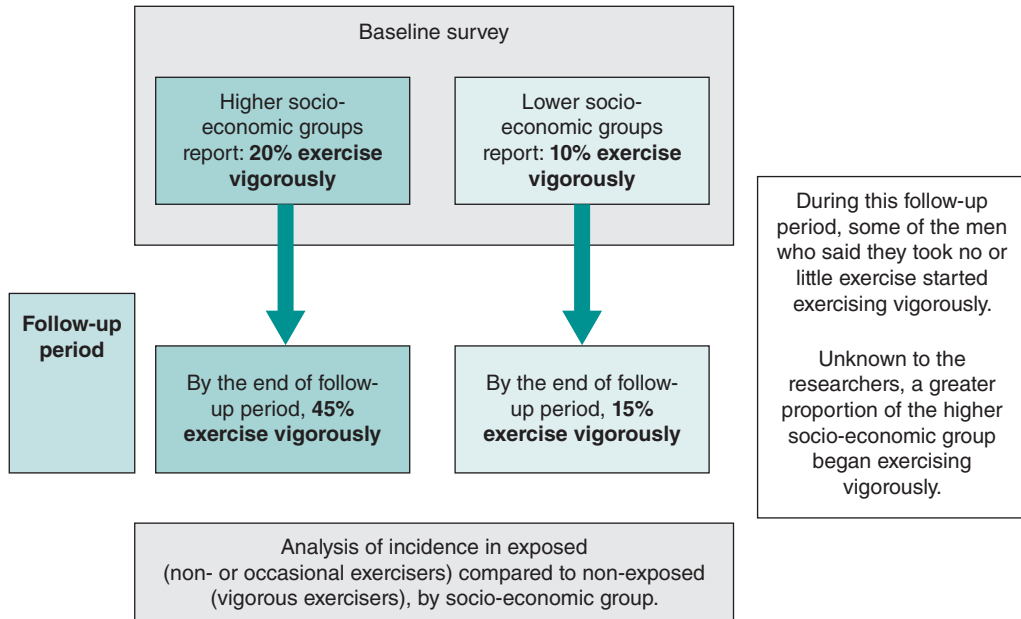 Baseline survey
Higher socio-
economic groups
report: 20% exercise
vigorously
Lower socio-
economic groups
report: 10% exercise
vigorously
Follow-up
period
By the end of follow-
up period, 45%
exercise vigorously
By the end of follow-
up period, 15%
exercise vigorously
During this follow-up
period, some of the men
who said they took no or
little exercise started
exercising vigorously.
Unknown to the
researchers, a greater
proportion of the higher
socio-economic group
began exercising
vigorously.
Analysis of incidence in exposed
(non- or occasional exercisers) compared to non-exposed
(vigorous exercisers), by socio-economic group.